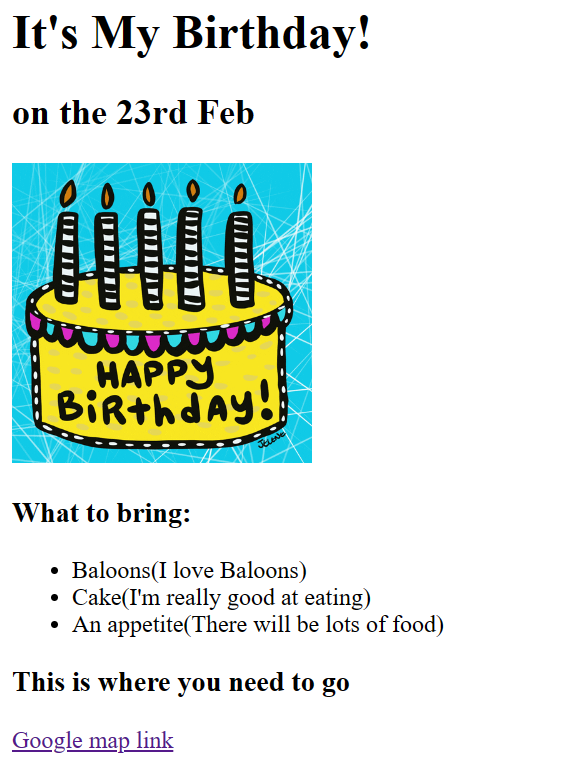 It's My Birthday!
on the 23rd Feb
HAPPY
BiRthdAY!
What to bring:
Baloons(I love Baloons)
Cake(I'm really good at eating)
An appetite(There will be lots of food)
This is where you need to go
Google map link